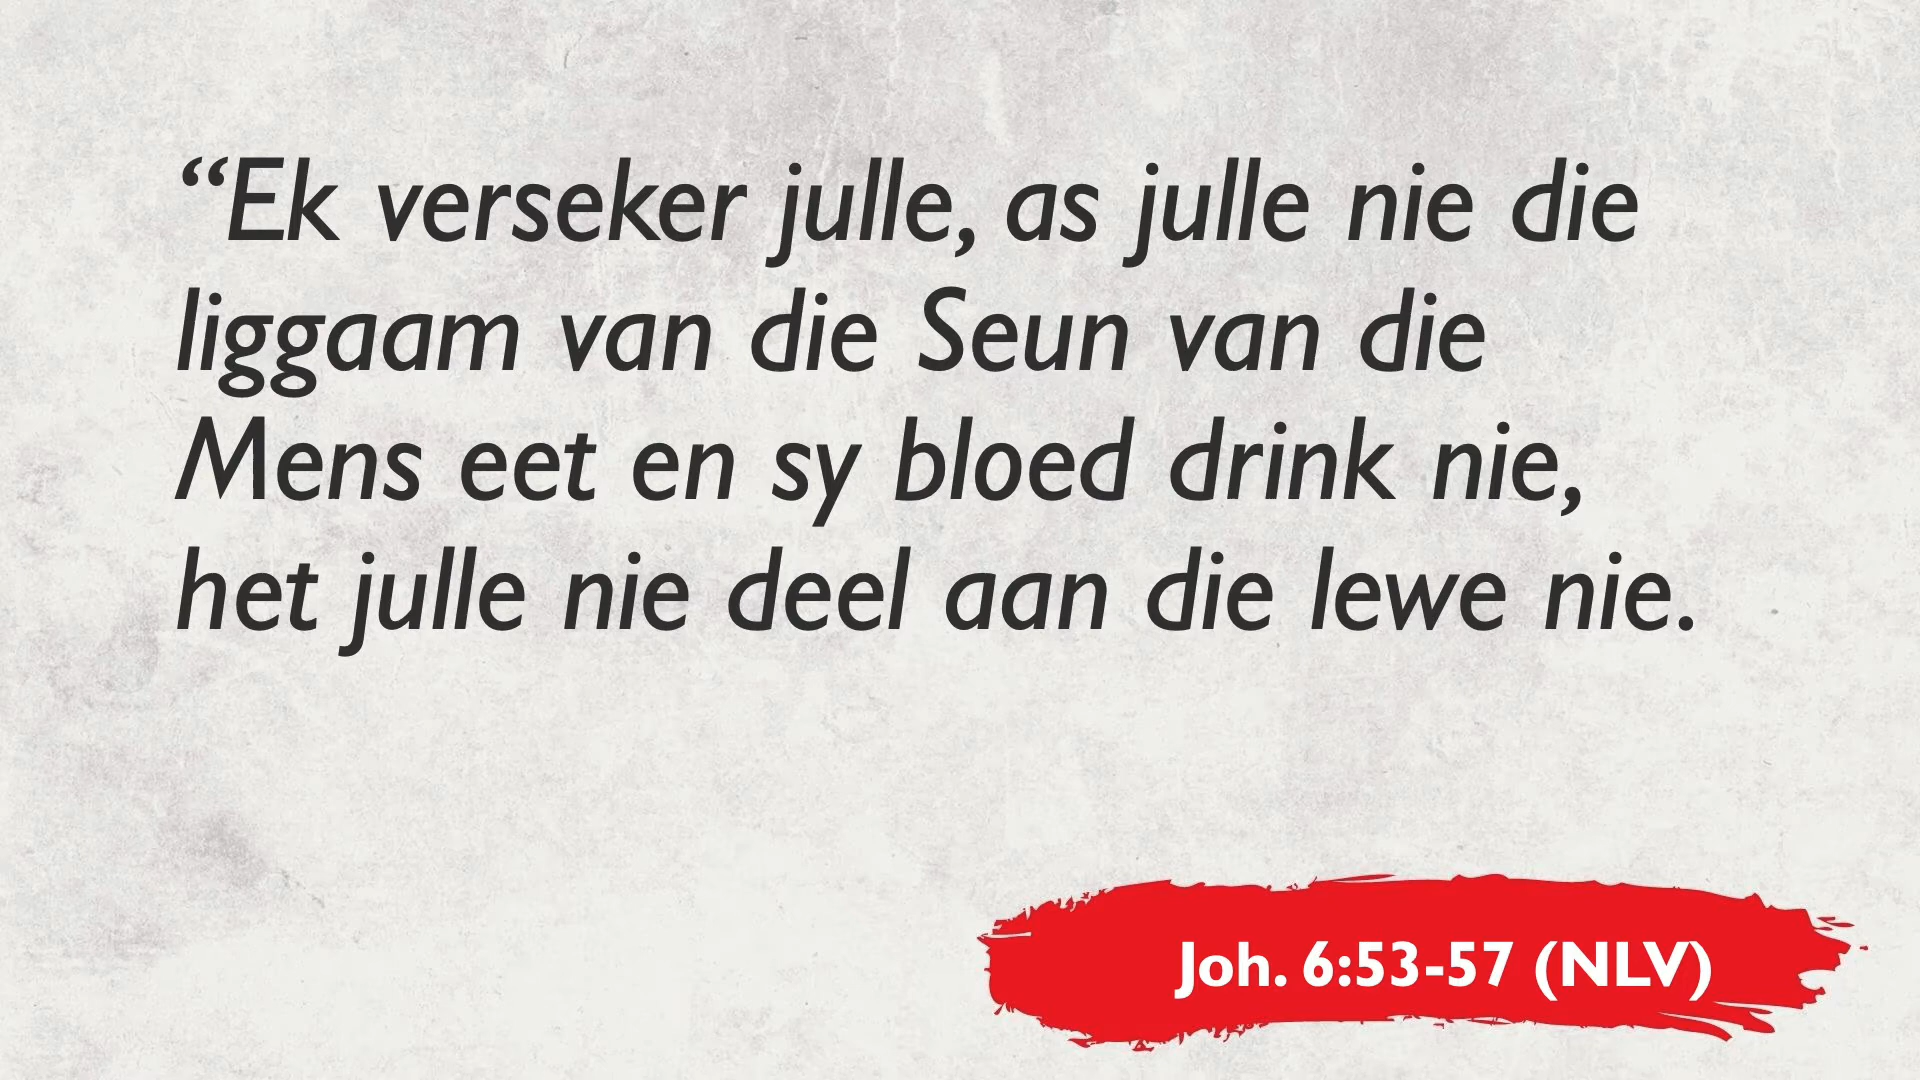 “Ek verseker julle, as julle nie die
liggaam van die Seun van die
Mens eet en sy bloed drink nie,
het julle nie deel aan die lewe nie.
Joh. 6:53-57 (NLV)